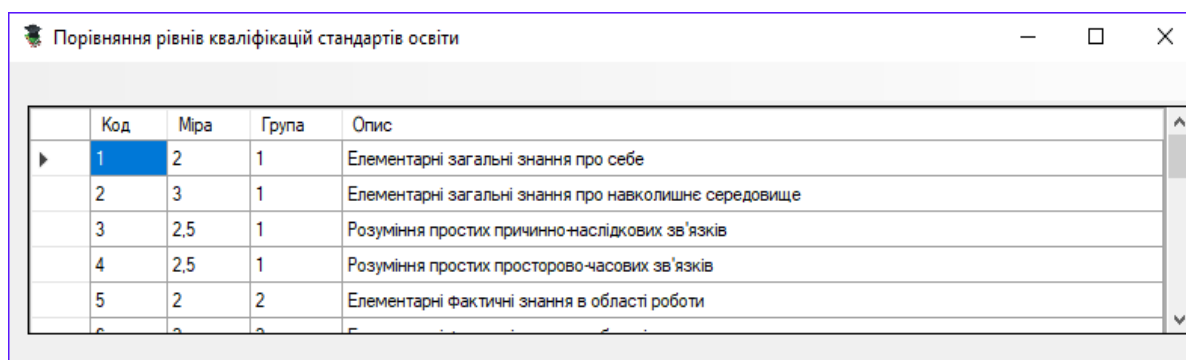 Порівняння рівнів кваліфікацій стандартів освіти
Код Міра Група Опис
1 2 1 Елементарні загальні знання про себе
2 3 1 Елементарні загальні знання про навколишнє середовище
3 2,5 1 Розуміння простих причинно-наслідкових зв'язків
4 2,5 1 Розуміння простих просторово-часових зв'язків
5 2 2 Елементарні фактичні знання в області роботи